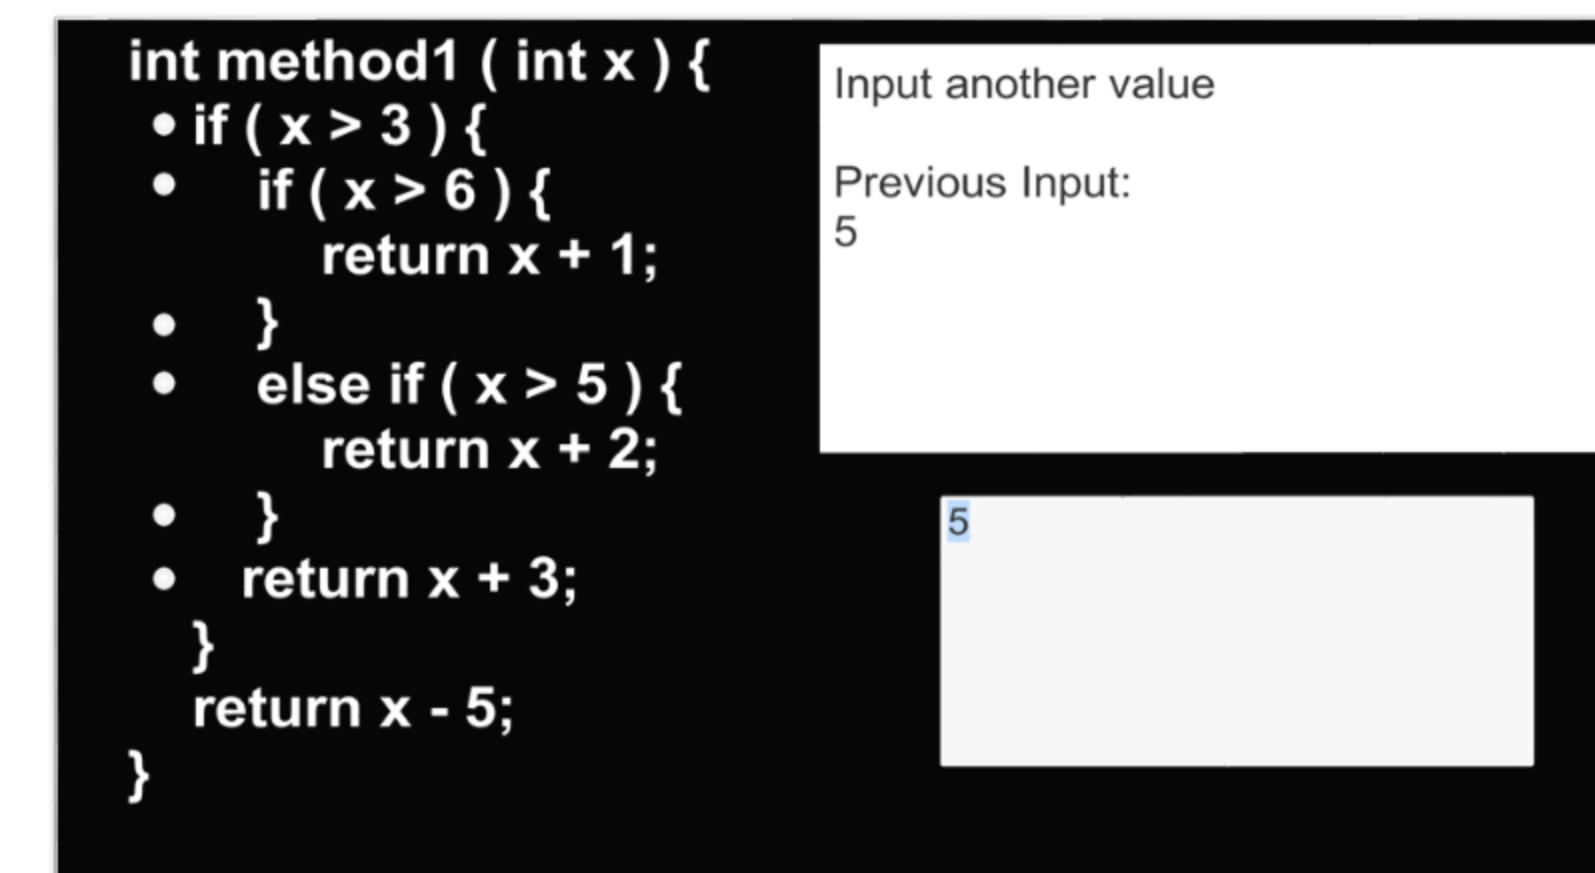 int method1 ( int x ) {
• if ( x > 3 ) {
• if ( x > 6 ) {
return x + 1;
• }
• else if ( x > 5 ) {
return x + 2;
• }
• return x + 3;
}
return x - 5;
}
Input another value
Previous Input:
5
5